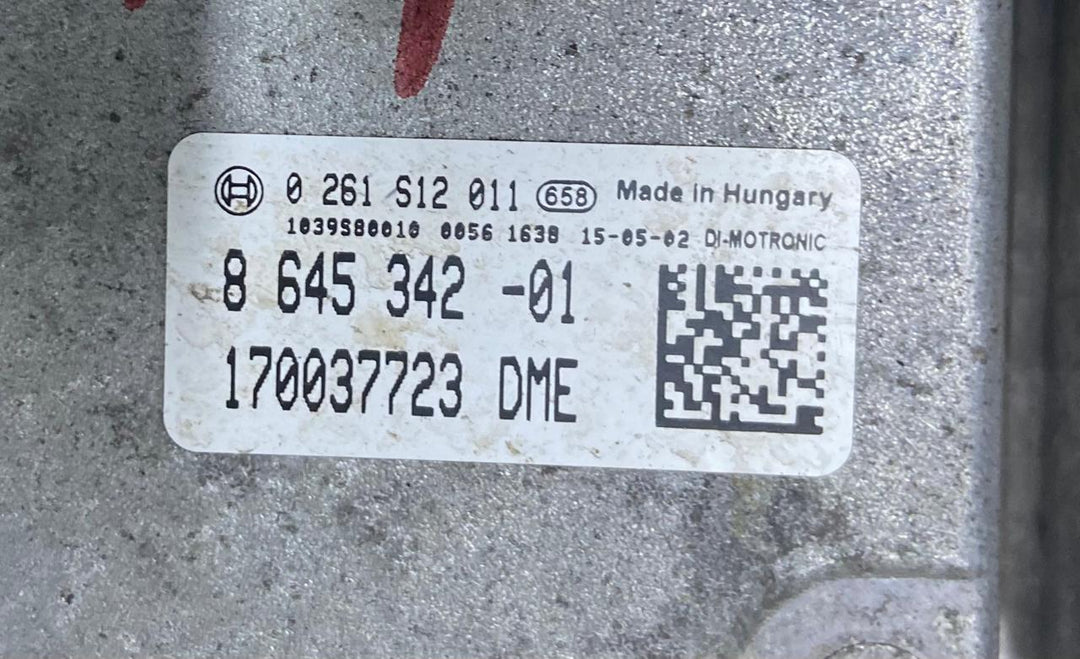 0 261 S12 011 658 Made in Hungary
1039S80010 0056 1638 15-05-02 DI-MOTRONIC
8 645 342 -01
170037723 DME